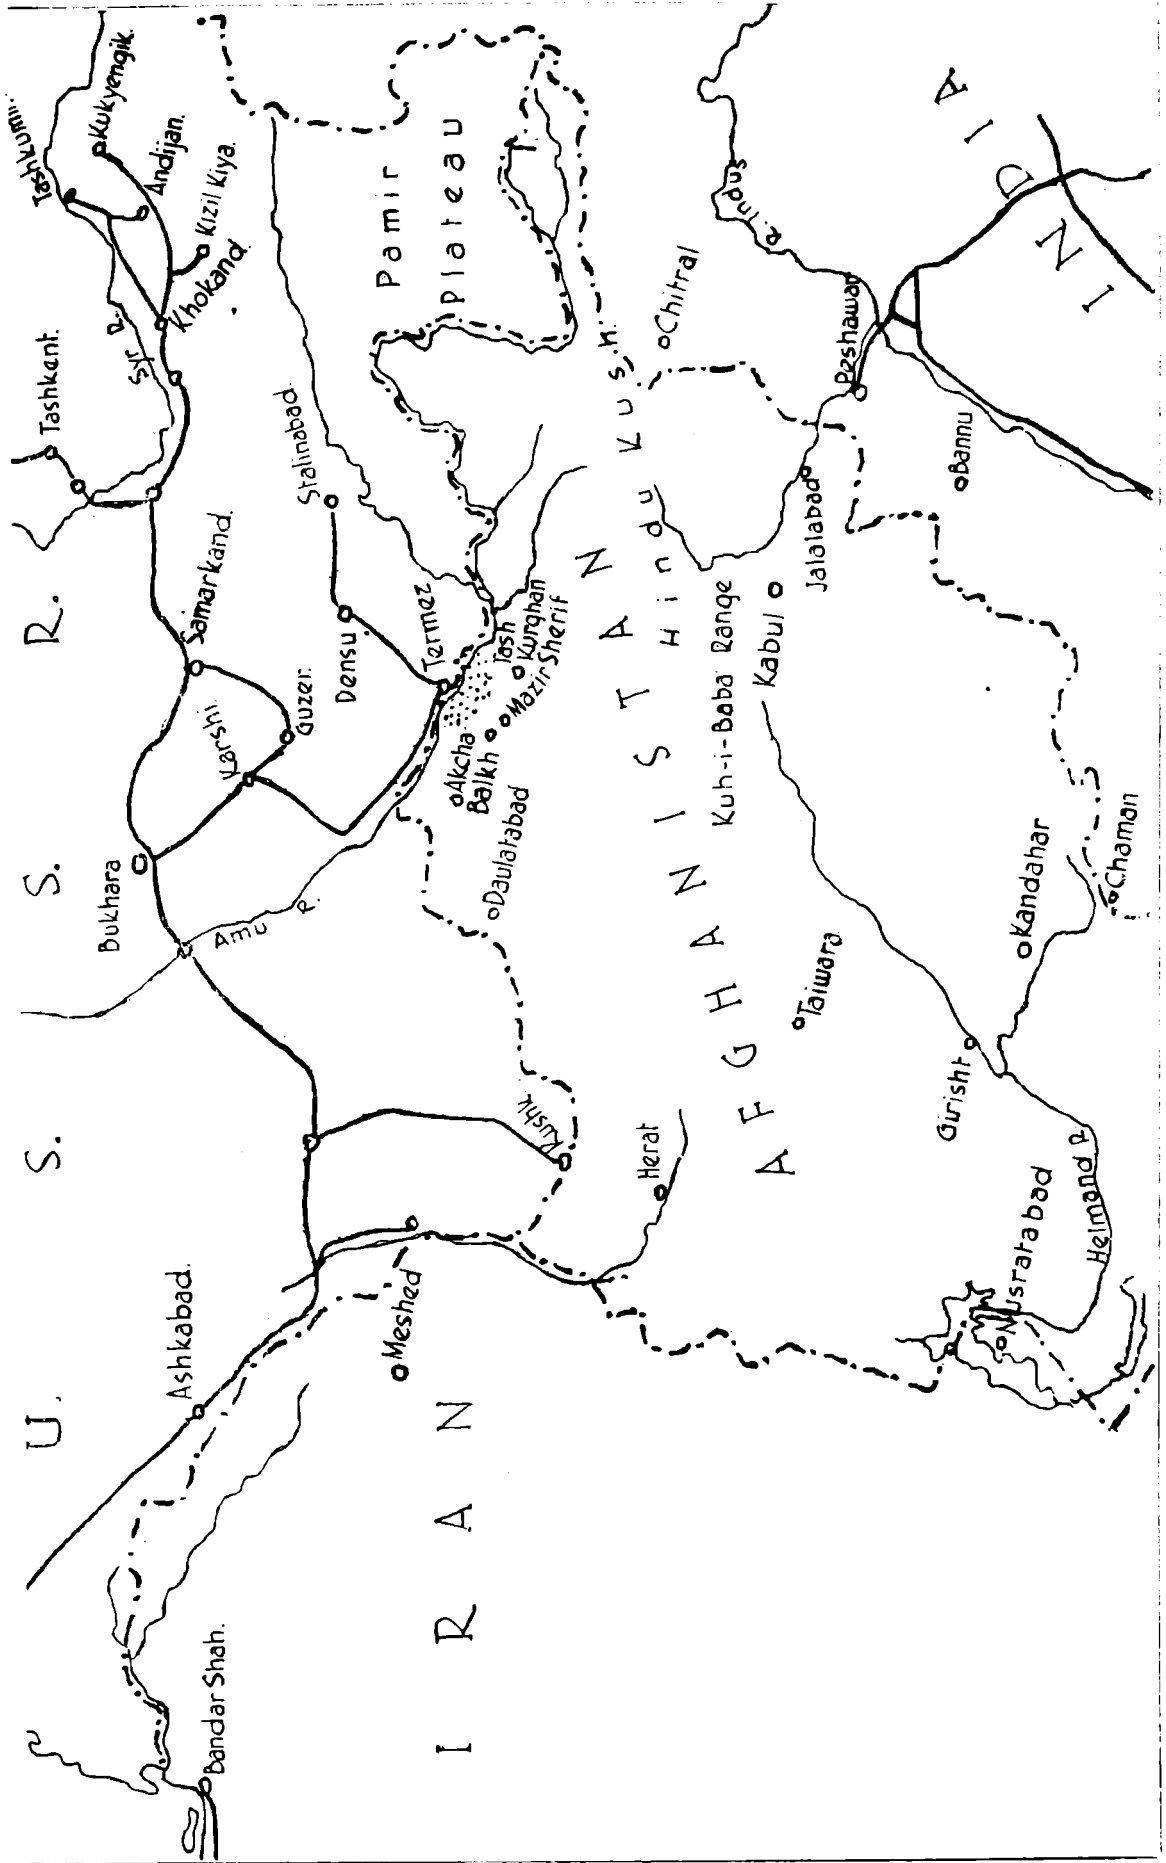 U. S. S. R.
Bandar Shah.
Ashkabad.
Bukhara
Amu R.
Karshi.
Guzer.
Samarkand.
Densu.
Stalinabad.
Termez
Tashkent.
Syr R.
Khokand.
Kizil Kiya.
Andijan.
Kukyengik.
Pamir
Plateau
IRAN
Meshed
Kushk
Herat
Daulatabad
Akcha
Balkh
Mazir Sherif
Tash
Kurghan
AFGHANISTAN
Hindu Kush.
Kuh-i-Baba Range
Kabul
Jalalabad
Chitral
Peshawar
R. Indus
Bannu
INDIA
Taiwara
Girisht
Kandahar
Chaman
Helmand R.
Nusratabad